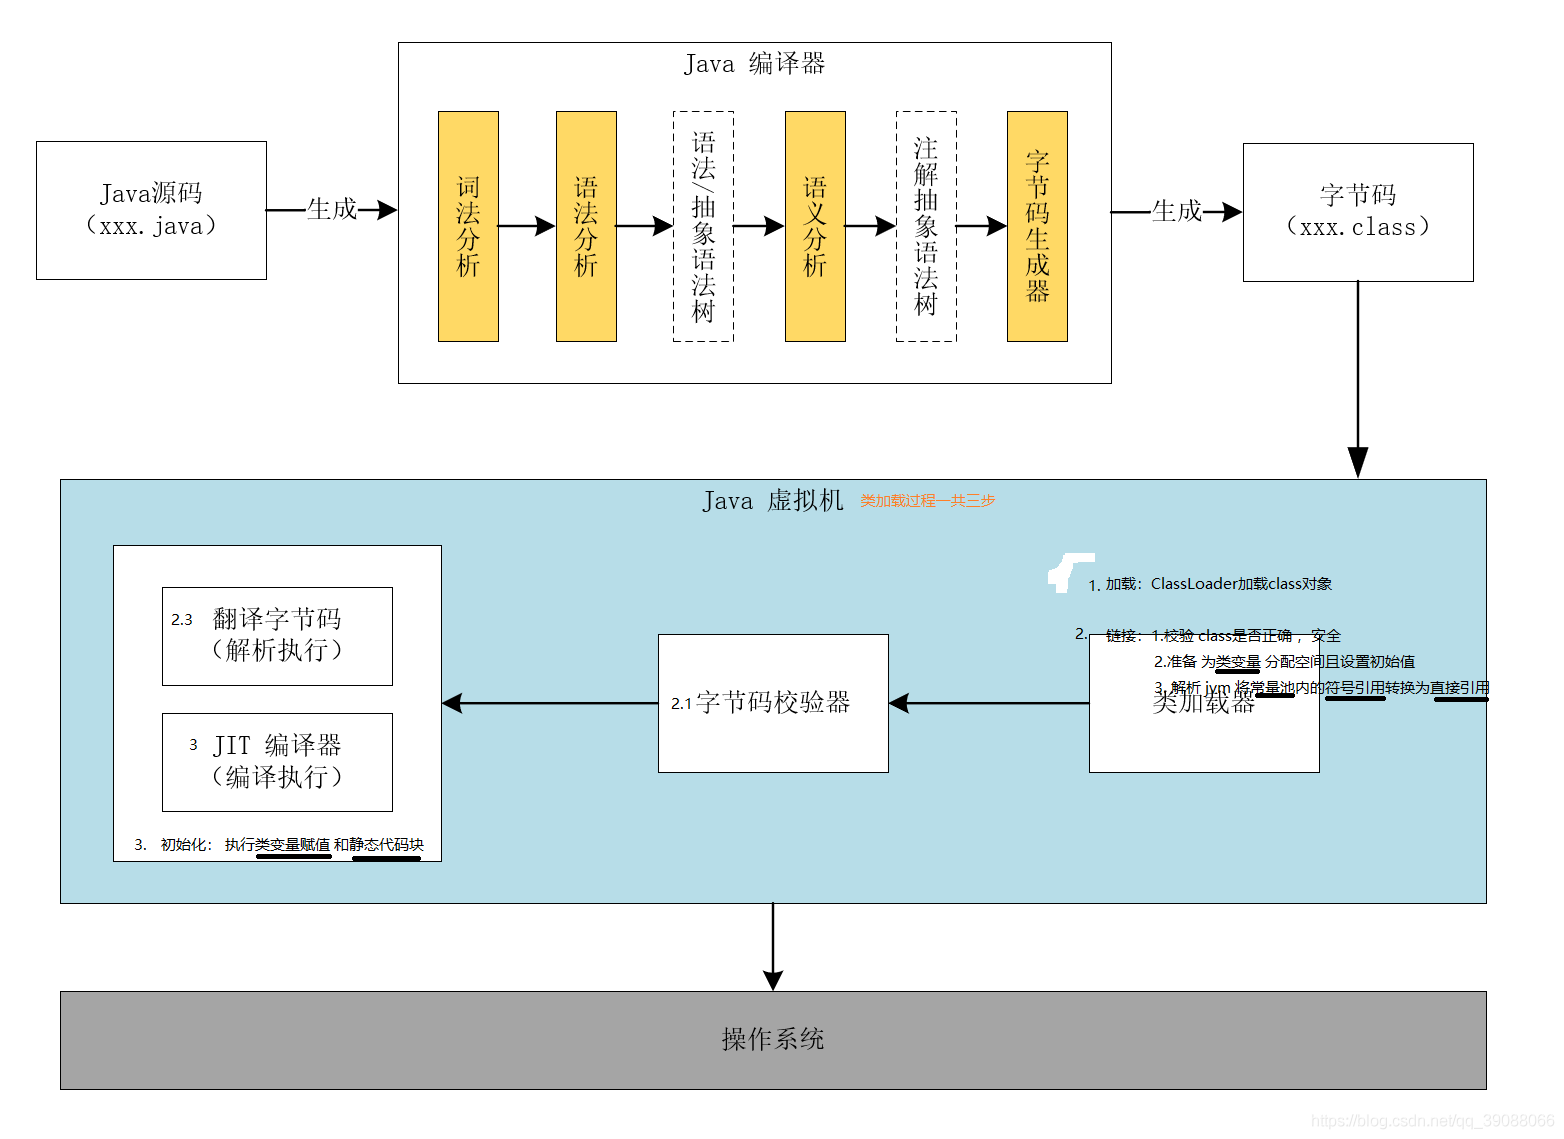 Java 编译器
Java源码
（xxx.java）
生成
词法分析
语法分析
语法/抽象语法树
语义分析
注解抽象语法树
字节码生成器
生成
字节码
（xxx.class）
Java 虚拟机
类加载过程一共三步
1. 加载：ClassLoader加载class对象
2. 链接：1.校验 class是否正确 ，安全
2.准备 为类变量 分配空间且设置初始值
3. 解析 jvm 将常量池内的符号引用转换为直接引用
类加载器
2.1 字节码校验器
2.3 翻译字节码
（解析执行）
3 JIT 编译器
（编译执行）
3. 初始化： 执行类变量赋值 和静态代码块
操作系统
https://blog.csdn.net/qq_39088066